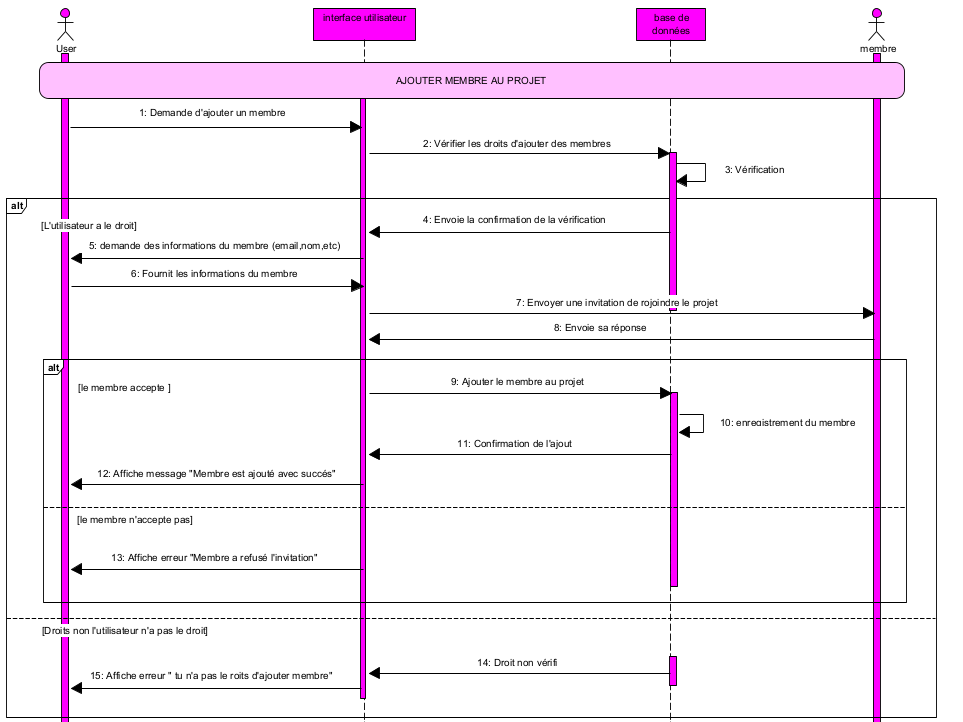 interface utilisateur
base de
données
User
membre
AJOUTER MEMBRE AU PROJET
1: Demande d'ajouter un membre
2: Vérifier les droits d'ajouter des membres
3: Vérification
alt
4: Envoie la confirmation de la vérification
[L'utilisateur a le droit]
5: demande des informations du membre (email,nom,etc)
6: Fournit les informations du membre
7: Envoyer une invitation de rojoindre le projet
8: Envoie sa réponse
alt
9: Ajouter le membre au projet
[le membre accepte ]
10: enregistrement du membre
11: Confirmation de l'ajout
12: Affiche message "Membre est ajouté avec succés"
[le membre n'accepte pas]
13: Affiche erreur "Membre a refusé l'invitation"
[Droits non l'utilisateur n'a pas le droit]
14: Droit non vérifi
15: Affiche erreur " tu n'a pas le roits d'ajouter membre"